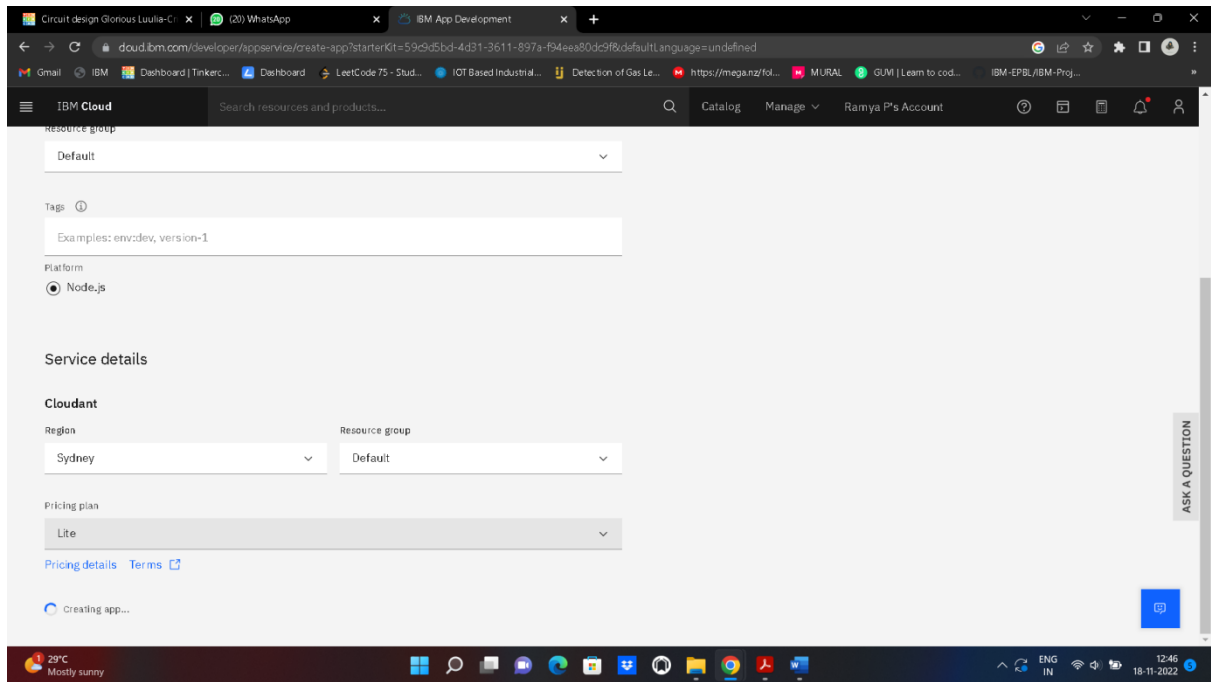 Circuit design Glorious Luulia-Cr
(20) WhatsApp
IBM App Development
cloud.ibm.com/developer/appservice/create-app?starterKit=59c9d5bd-4d31-3611-897a-f94eea80dc9f&defaultLanguage=undefined
Gmail IBM Dashboard | Tinkerc... Dashboard LeetCode 75 - Stud... IOT Based Industrial... Detection of Gas Le... https://mega.nz/fol... MURAL GUVI | Learn to cod... IBM-EPBL/IBM-Proj... »
IBM Cloud Search resources and products... Catalog Manage Ramya P's Account
Resource group
Default
Tags
Examples: env:dev, version-1
Platform
Node.js
Service details
Cloudant
Region Resource group
Sydney Default
Pricing plan
Lite
Pricing details Terms
Creating app...
ASK A QUESTION
1 29°C
Mostly sunny
ENG
IN
12:46
18-11-2022